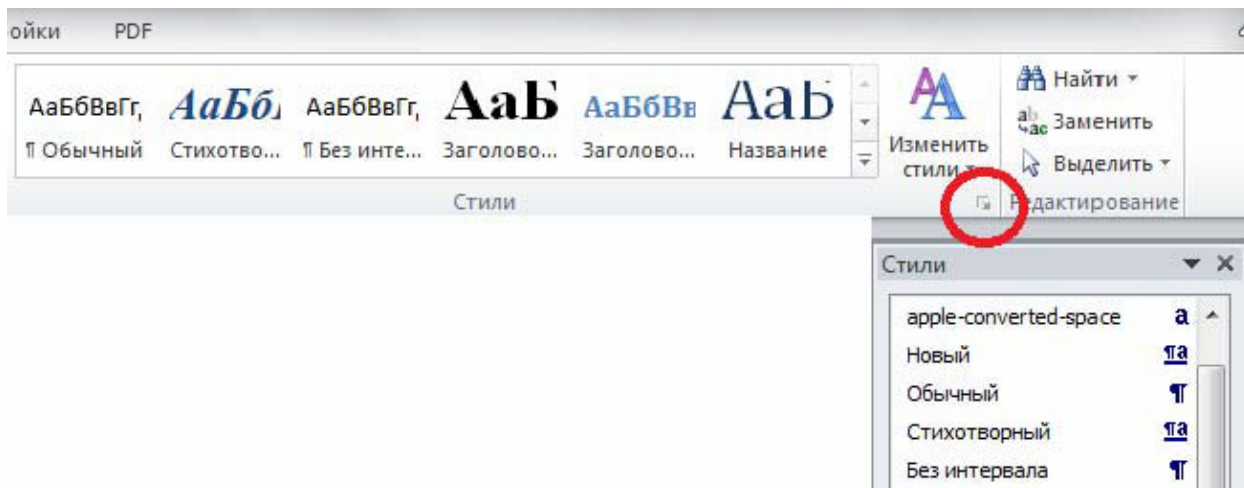 ойки PDF
АаБбВвГг, АаБбІ АаБбВвГг, АаБ АаБбВв АаЬ
¶ Обычный Стихотво... ¶ Без инте... Заголово... Заголово... Название
Изменить
стили
Найти
Заменить
Выделить
Стили
Редактирование
Стили
apple-converted-space a
Новый ¶a
Обычный ¶
Стихотворный ¶a
Без интервала ¶